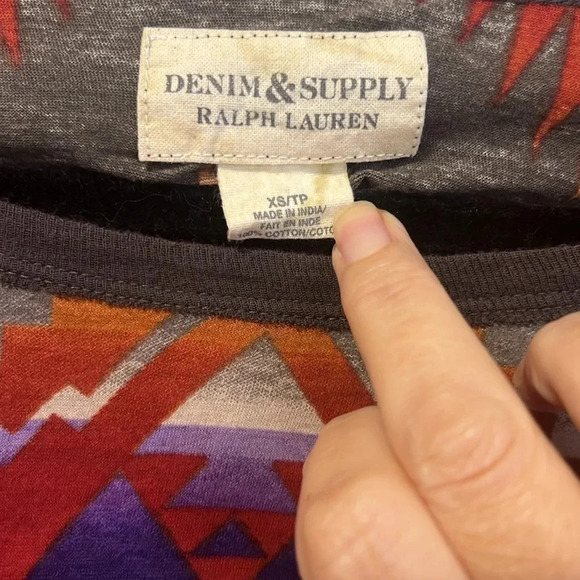 DENIM & SUPPLY
RALPH LAUREN
XS/TP
MADE IN INDIA/
FAIT EN INDE
100% COTTON/COTO